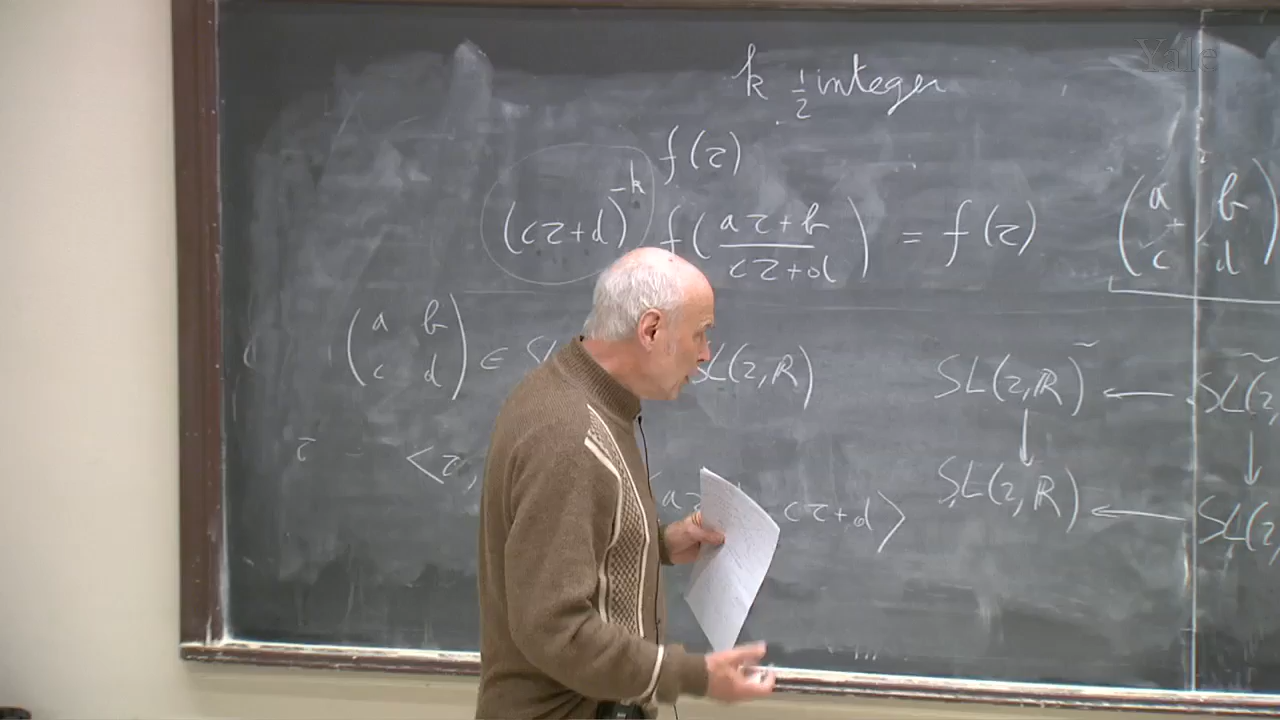 Yale
k ½ integer
f(z)
(cz+d)^{-k} f((az+b)/(cz+d)) = f(z)
(a b
c d)
(a b
c d) ∈ SL(2,R)
SL(2,R)~ ← SL(2,
↓ ↓
z <z, cz+d>
SL(2,R) ← SL(2,